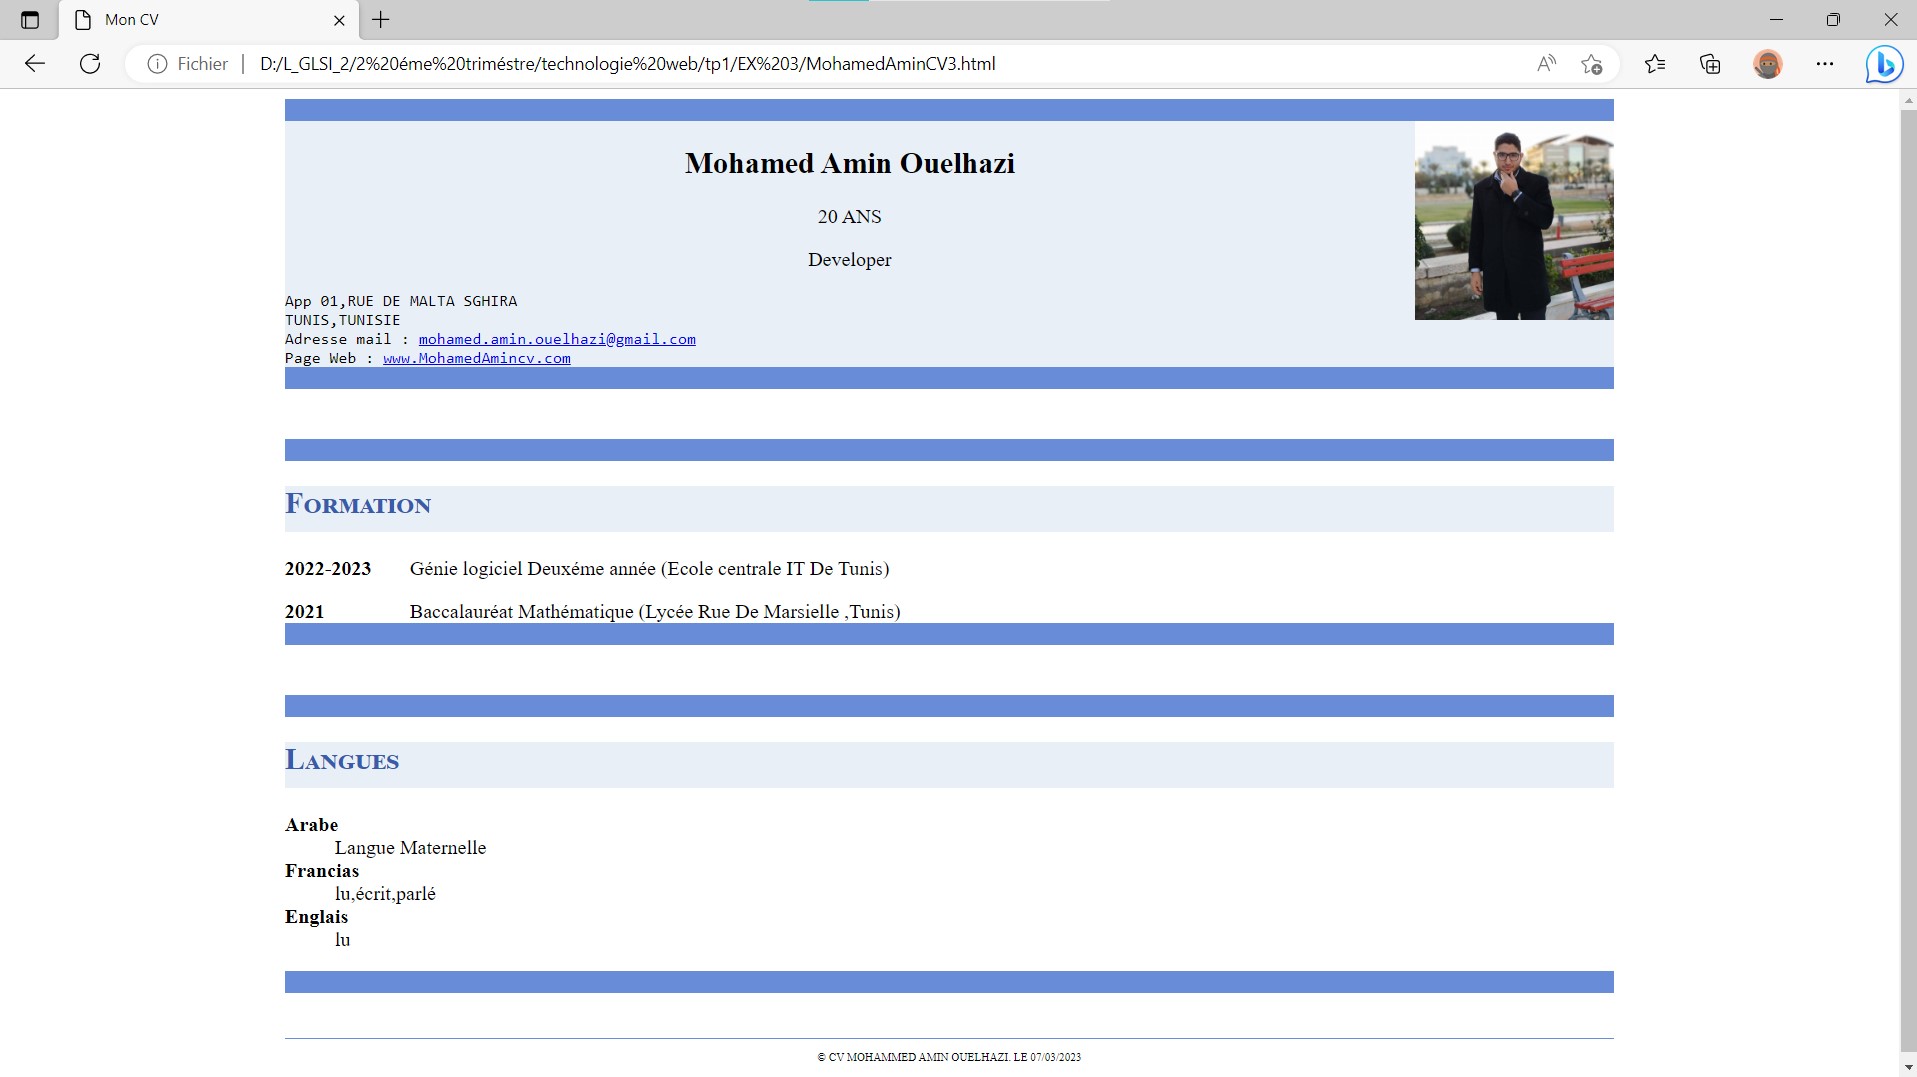 Mon CV
Fichier D:/L_GLSI_2/2%20éme%20triméstre/technologie%20web/tp1/EX%203/MohamedAminCV3.html
Mohamed Amin Ouelhazi
20 ANS
Developer
App 01,RUE DE MALTA SGHIRA
TUNIS,TUNISIE
Adresse mail : mohamed.amin.ouelhazi@gmail.com
Page Web : www.MohamedAmincv.com
FORMATION
2022-2023 Génie logiciel Deuxéme année (Ecole centrale IT De Tunis)
2021 Baccalauréat Mathématique (Lycée Rue De Marsielle ,Tunis)
LANGUES
Arabe
Langue Maternelle
Francias
lu,écrit,parlé
Englais
lu
© CV MOHAMMED AMIN OUELHAZI. LE 07/03/2023